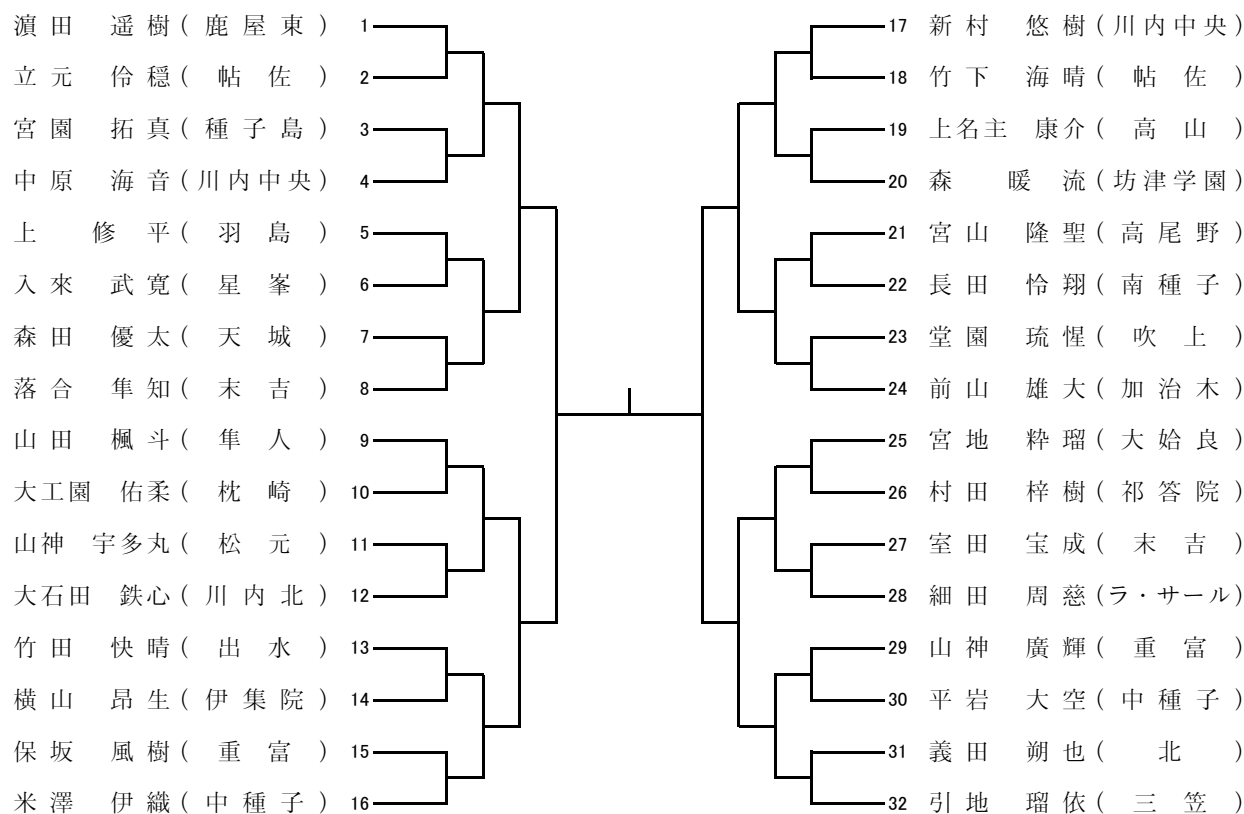 濵田 遥樹(鹿屋東) 1
立元 伶穏(帖佐) 2
宮園 拓真(種子島) 3
中原 海音(川内中央) 4
上 修平(羽島) 5
入來 武寛(星峯) 6
森田 優太(天城) 7
落合 隼知(末吉) 8
山田 楓斗(隼人) 9
大工園 佑柔(枕崎) 10
山神 宇多丸(松元) 11
大石田 鉄心(川内北) 12
竹田 快晴(出水) 13
横山 昂生(伊集院) 14
保坂 風樹(重富) 15
米澤 伊織(中種子) 16
17 新村 悠樹(川内中央)
18 竹下 海晴(帖佐)
19 上名主 康介(高山)
20 森 暖流(坊津学園)
21 宮山 隆聖(高尾野)
22 長田 怜翔(南種子)
23 堂園 琉惺(吹上)
24 前山 雄大(加治木)
25 宮地 粋瑠(大姶良)
26 村田 梓樹(祁答院)
27 室田 宝成(末吉)
28 細田 周慈(ラ・サール)
29 山神 廣輝(重富)
30 平岩 大空(中種子)
31 義田 朔也(北)
32 引地 瑠依(三笠)